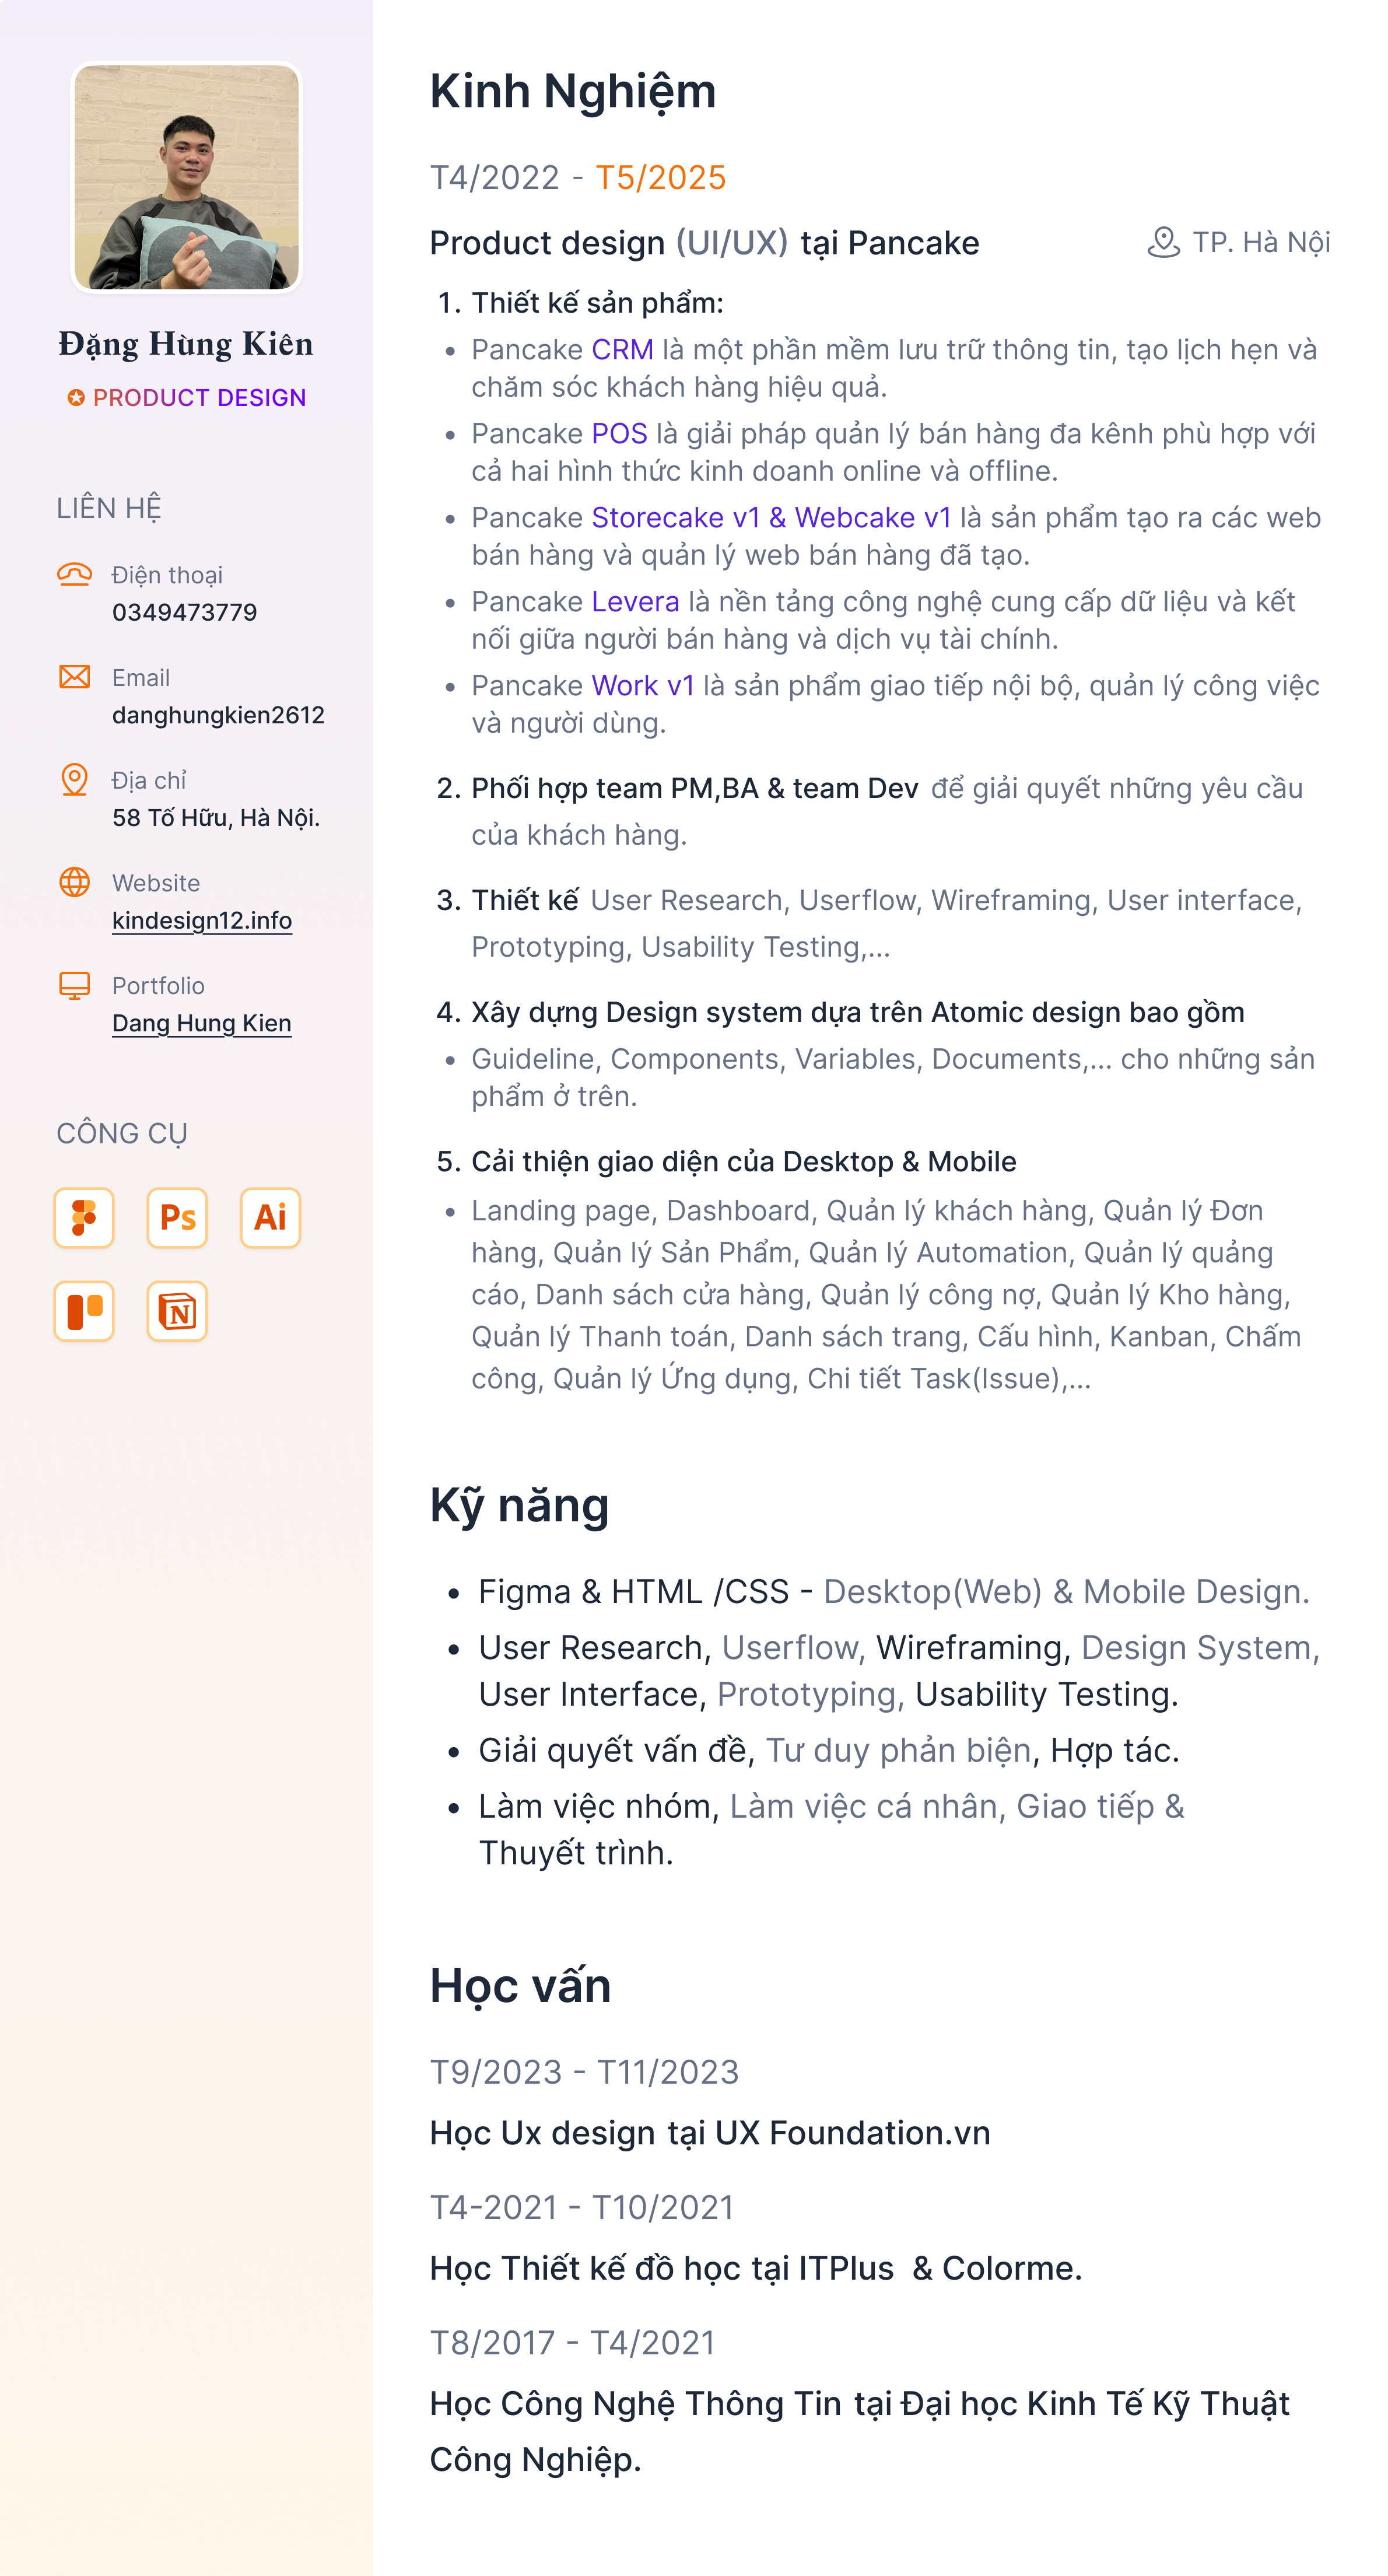 Đặng Hùng Kiên
PRODUCT DESIGN
LIÊN HỆ
Điện thoại
0349473779
Email
danghungkien2612
Địa chỉ
58 Tố Hữu, Hà Nội.
Website
kindesign12.info
Portfolio
Dang Hung Kien
CÔNG CỤ
Ps
Ai
N
Kinh Nghiệm
T4/2022 - T5/2025
Product design (UI/UX) tại Pancake
TP. Hà Nội
1. Thiết kế sản phẩm:
• Pancake CRM là một phần mềm lưu trữ thông tin, tạo lịch hẹn và
chăm sóc khách hàng hiệu quả.
• Pancake POS là giải pháp quản lý bán hàng đa kênh phù hợp với
cả hai hình thức kinh doanh online và offline.
• Pancake Storecake v1 & Webcake v1 là sản phẩm tạo ra các web
bán hàng và quản lý web bán hàng đã tạo.
• Pancake Levera là nền tảng công nghệ cung cấp dữ liệu và kết
nối giữa người bán hàng và dịch vụ tài chính.
• Pancake Work v1 là sản phẩm giao tiếp nội bộ, quản lý công việc
và người dùng.
2. Phối hợp team PM,BA & team Dev để giải quyết những yêu cầu
của khách hàng.
3. Thiết kế User Research, Userflow, Wireframing, User interface,
Prototyping, Usability Testing,...
4. Xây dựng Design system dựa trên Atomic design bao gồm
• Guideline, Components, Variables, Documents,... cho những sản
phẩm ở trên.
5. Cải thiện giao diện của Desktop & Mobile
• Landing page, Dashboard, Quản lý khách hàng, Quản lý Đơn
hàng, Quản lý Sản Phẩm, Quản lý Automation, Quản lý quảng
cáo, Danh sách cửa hàng, Quản lý công nợ, Quản lý Kho hàng,
Quản lý Thanh toán, Danh sách trang, Cấu hình, Kanban, Chấm
công, Quản lý Ứng dụng, Chi tiết Task(Issue),...
Kỹ năng
• Figma & HTML /CSS - Desktop(Web) & Mobile Design.
• User Research, Userflow, Wireframing, Design System,
User Interface, Prototyping, Usability Testing.
• Giải quyết vấn đề, Tư duy phản biện, Hợp tác.
• Làm việc nhóm, Làm việc cá nhân, Giao tiếp &
Thuyết trình.
Học vấn
T9/2023 - T11/2023
Học Ux design tại UX Foundation.vn
T4-2021 - T10/2021
Học Thiết kế đồ học tại ITPlus & Colorme.
T8/2017 - T4/2021
Học Công Nghệ Thông Tin tại Đại học Kinh Tế Kỹ Thuật
Công Nghiệp.